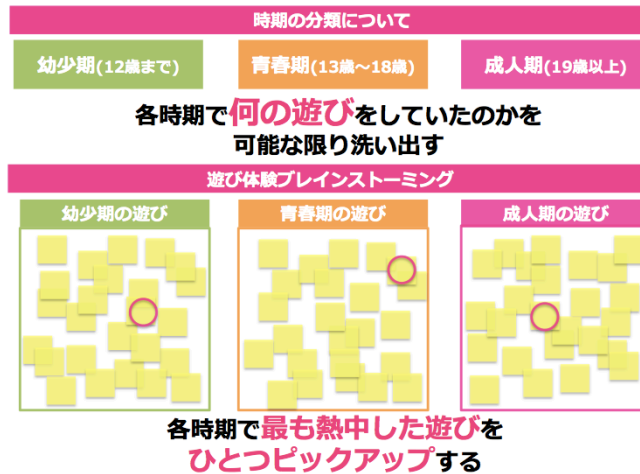 時期の分類について
幼少期(12歳まで)
青春期(13歳〜18歳)
成人期(19歳以上)
各時期で何の遊びをしていたのかを
可能な限り洗い出す
遊び体験ブレインストーミング
幼少期の遊び
青春期の遊び
成人期の遊び
各時期で最も熱中した遊びを
ひとつピックアップする